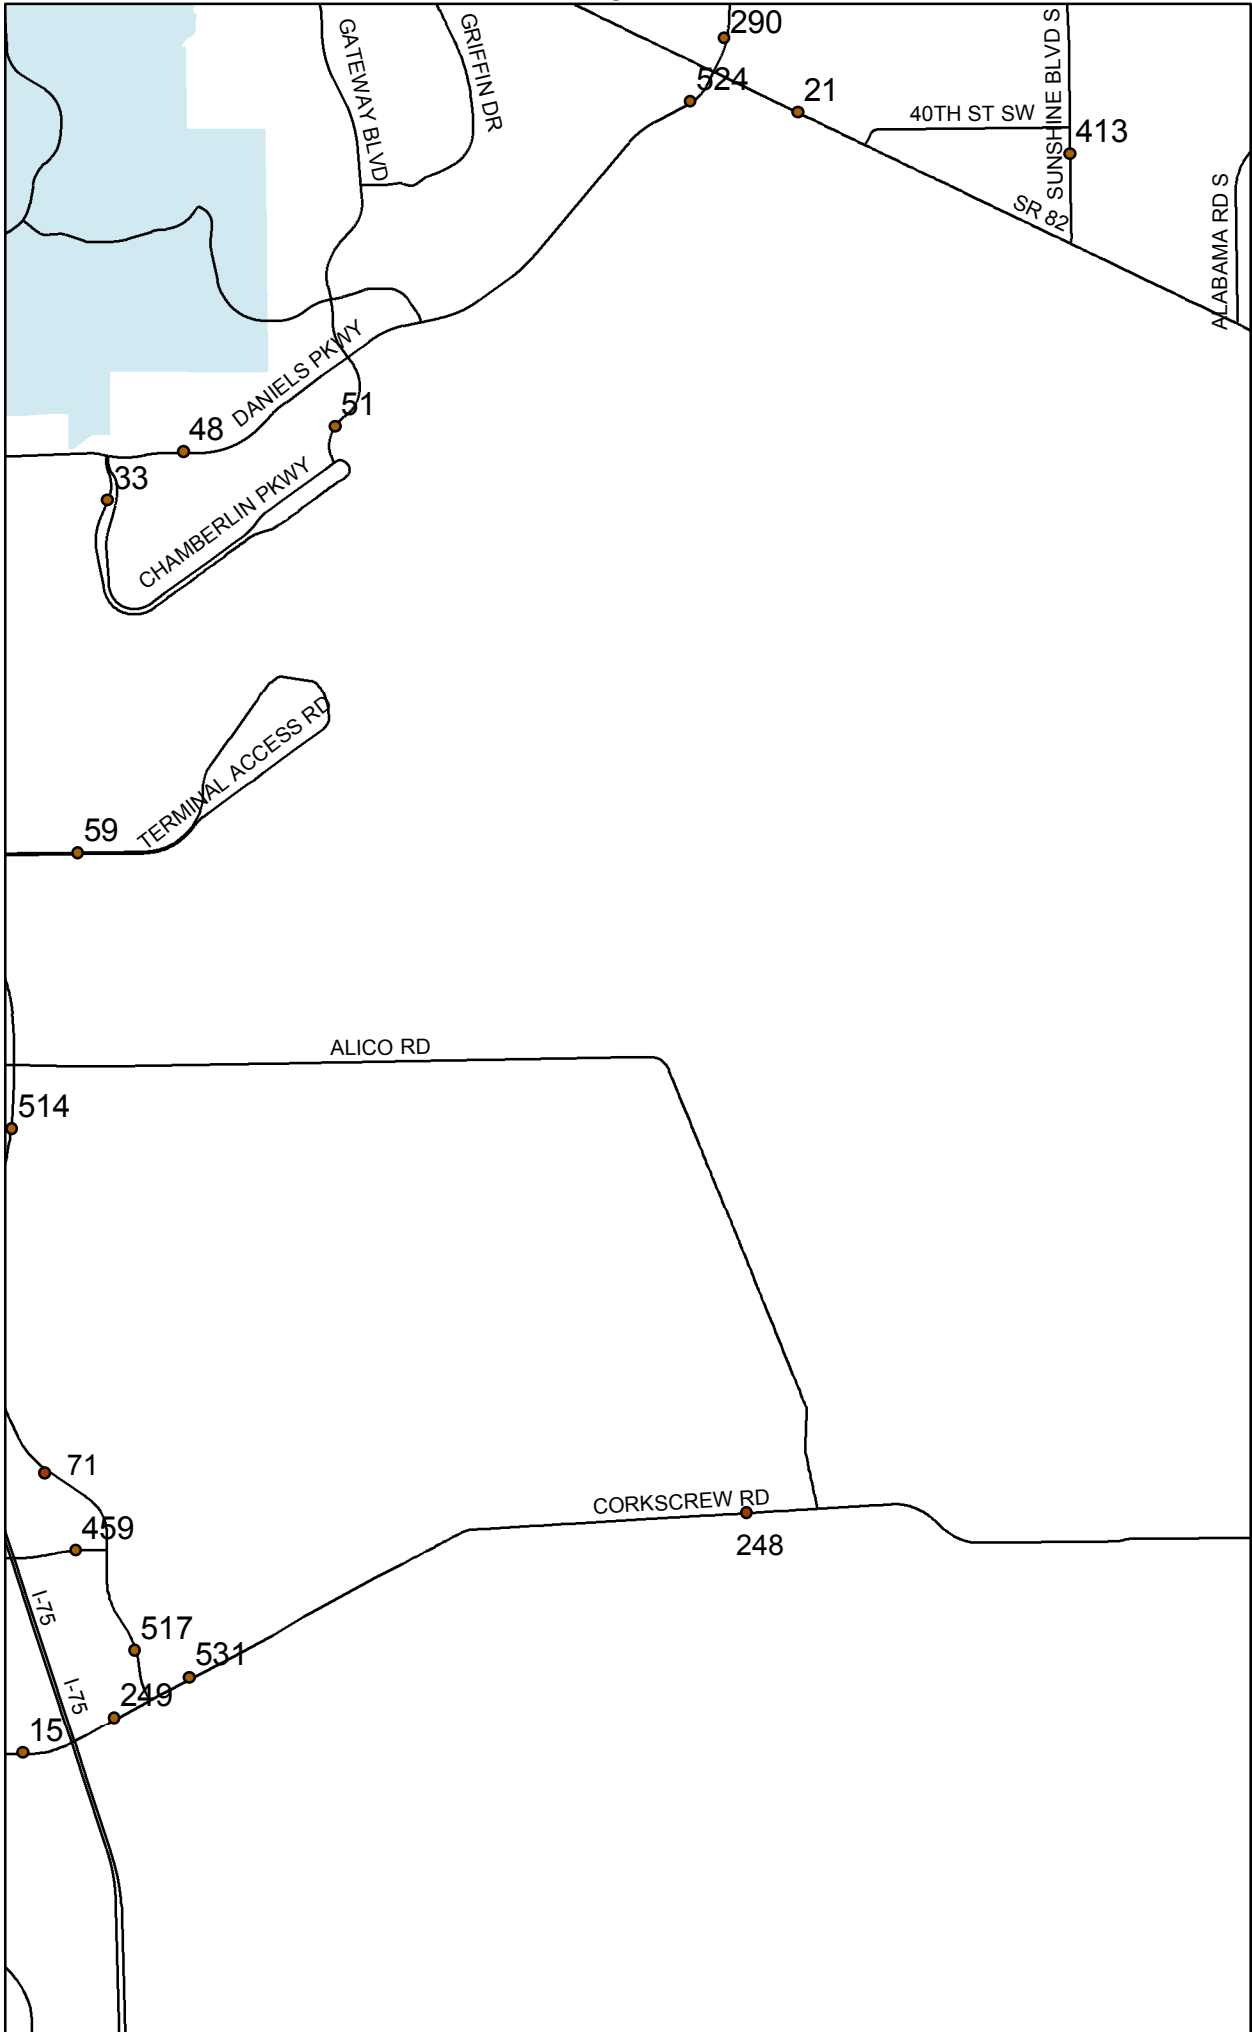 290
GATEWAY BLVD
GRIFFIN DR
SUNSHINE BLVD S
524
21
40TH ST SW
413
ALABAMA RD S
SR 82
DANIELS PKWY
51
48
33
CHAMBERLIN PKWY
TERMINAL ACCESS RD
59
ALICO RD
514
71
CORKSCREW RD
459
248
I-75
517
531
I-75
249
15